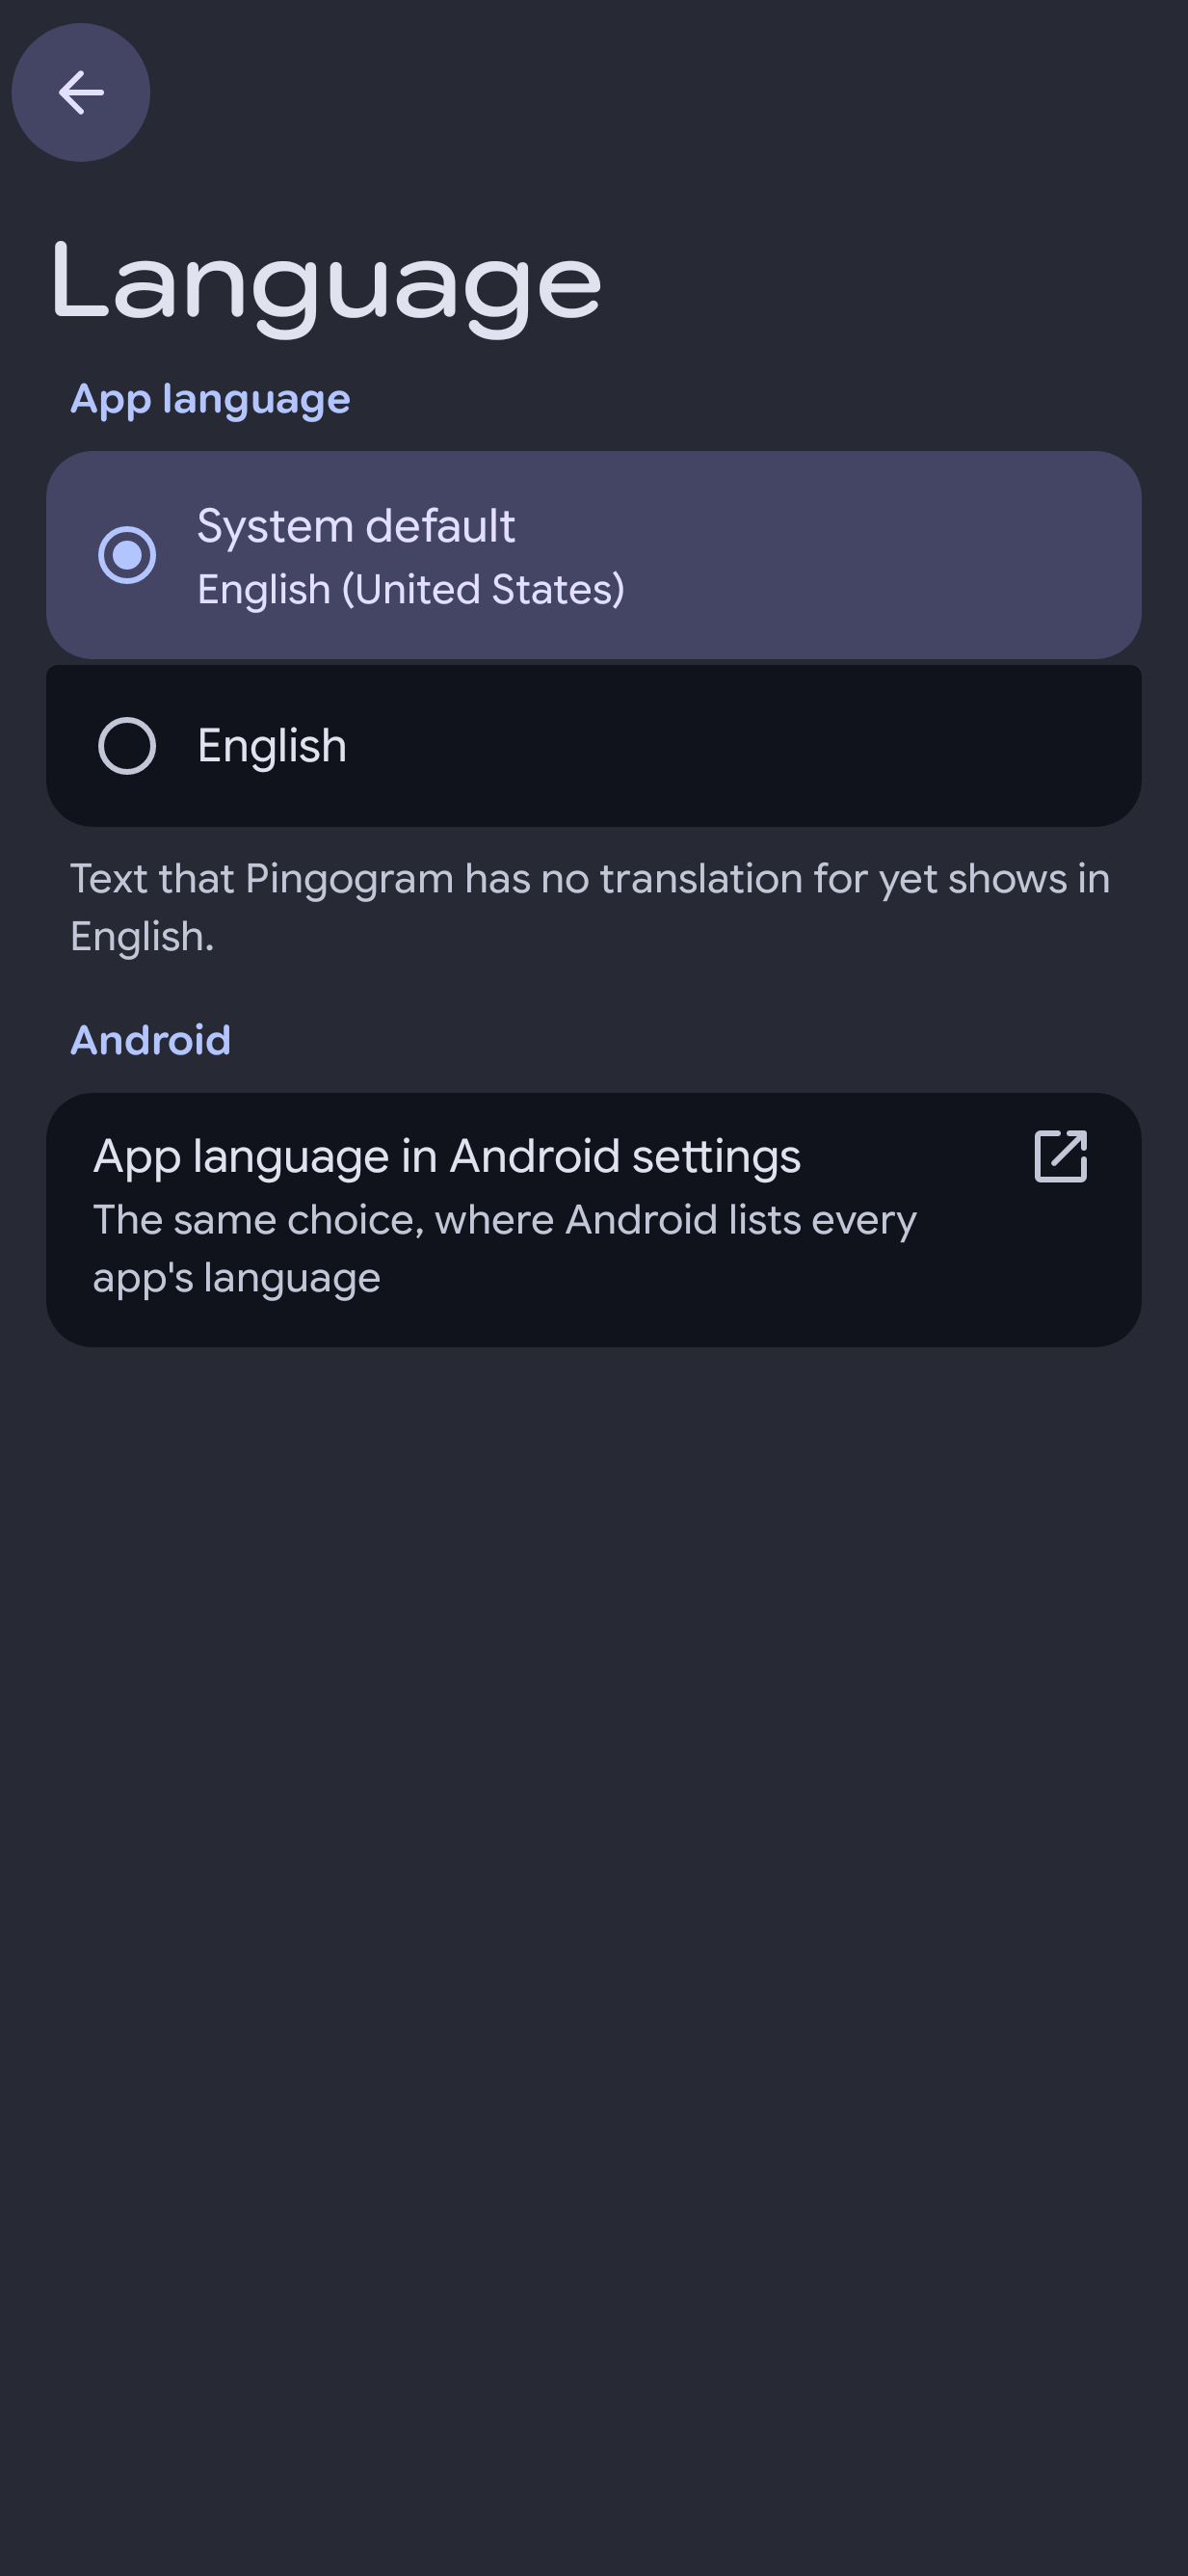 Language
App language
System default
English (United States)
English
Text that Pingogram has no translation for yet shows in
English.
Android
App language in Android settings
The same choice, where Android lists every
app's language